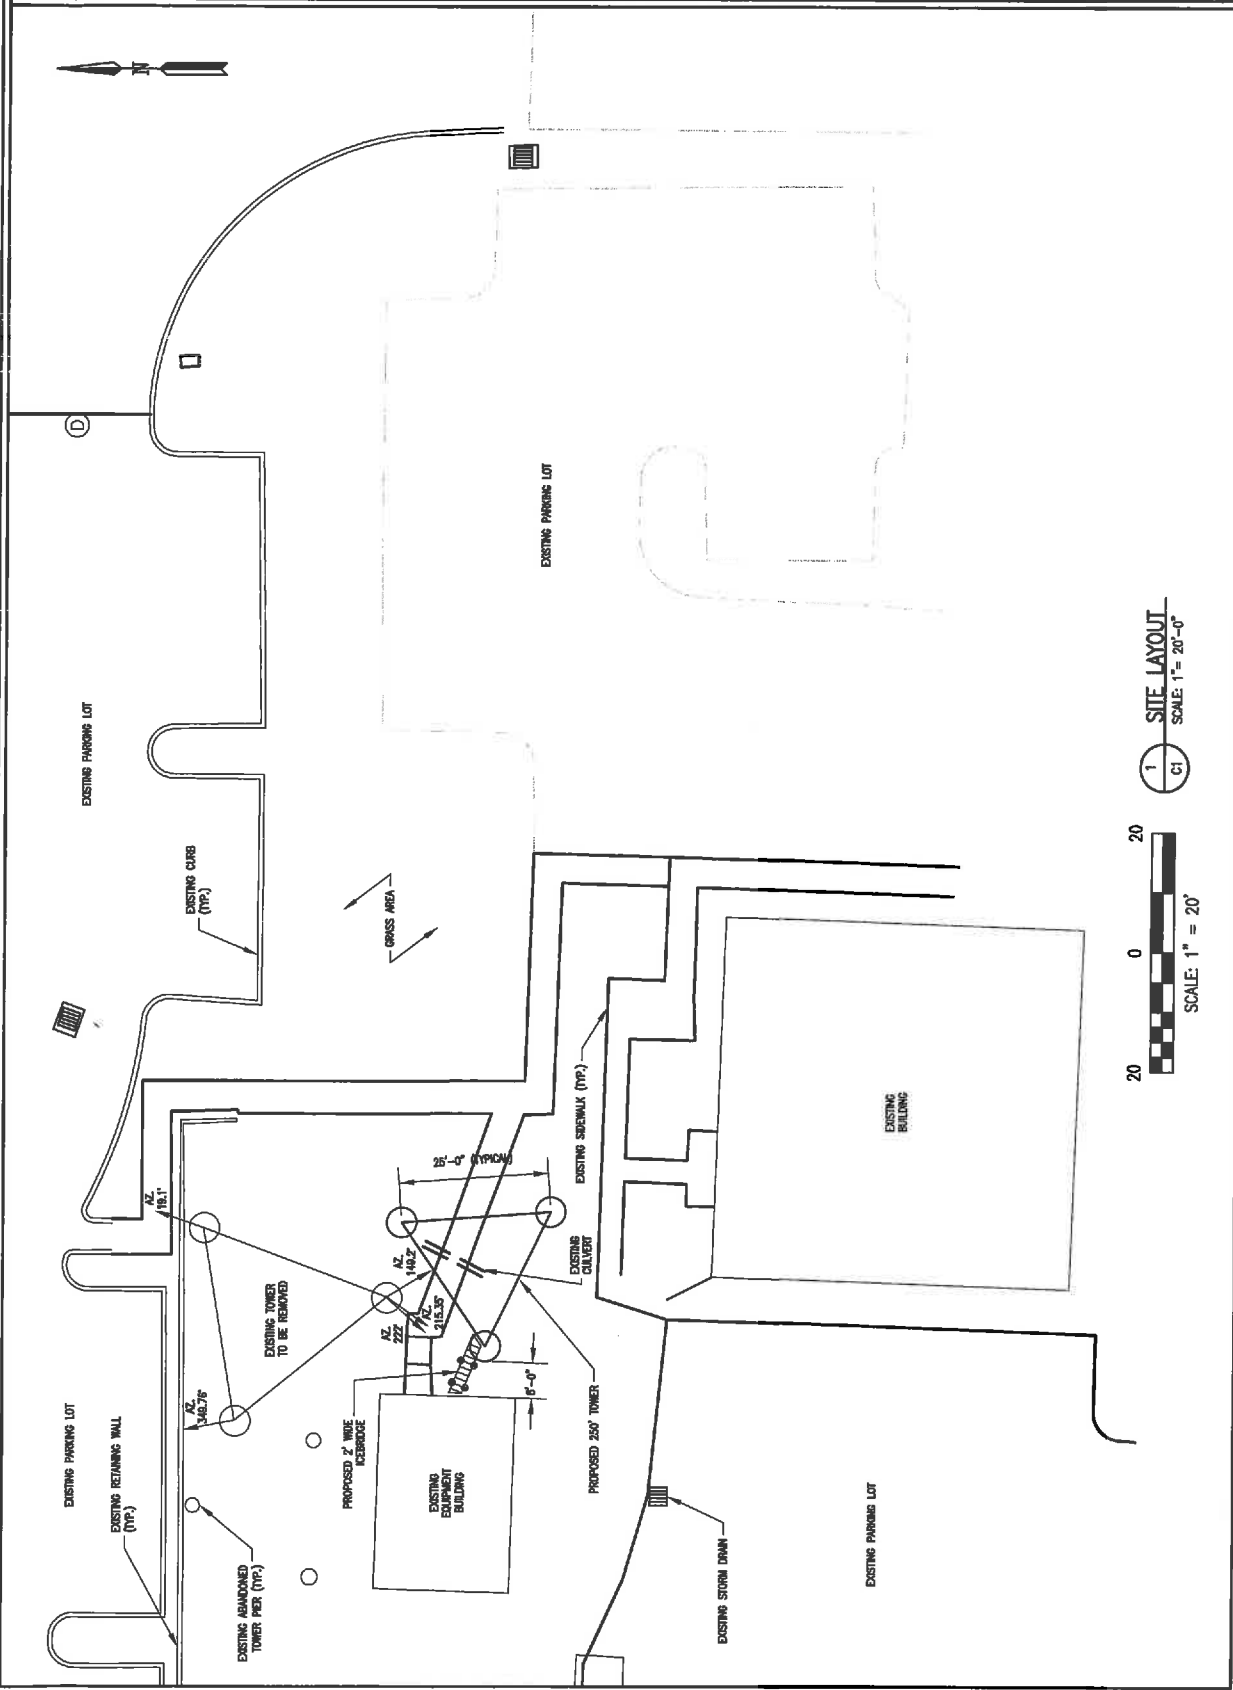 N
D
EXISTING PARKING LOT
EXISTING PARKING LOT
EXISTING RETAINING WALL
(TYP.)
EXISTING CURB
(TYP.)
EXISTING ABANDONED
TOWER PIER (TYP.)
AZ.
349.76°
AZ.
19.1°
EXISTING TOWER
TO BE REMOVED
GRASS AREA
PROPOSED 2' WIDE
ICEBRIDGE
AZ.
222°
AZ.
149.2°
AZ.
215.35°
25'-0" (TYPICAL)
EXISTING
EQUIPMENT
BUILDING
6'-0"
EXISTING PARKING LOT
EXISTING
CULVERT
EXISTING SIDEWALK (TYP.)
PROPOSED 250' TOWER
EXISTING STORM DRAIN
EXISTING PARKING LOT
EXISTING
BUILDING
20
0
20
SCALE: 1" = 20'
1
C1
SITE LAYOUT
SCALE: 1" = 20'-0"